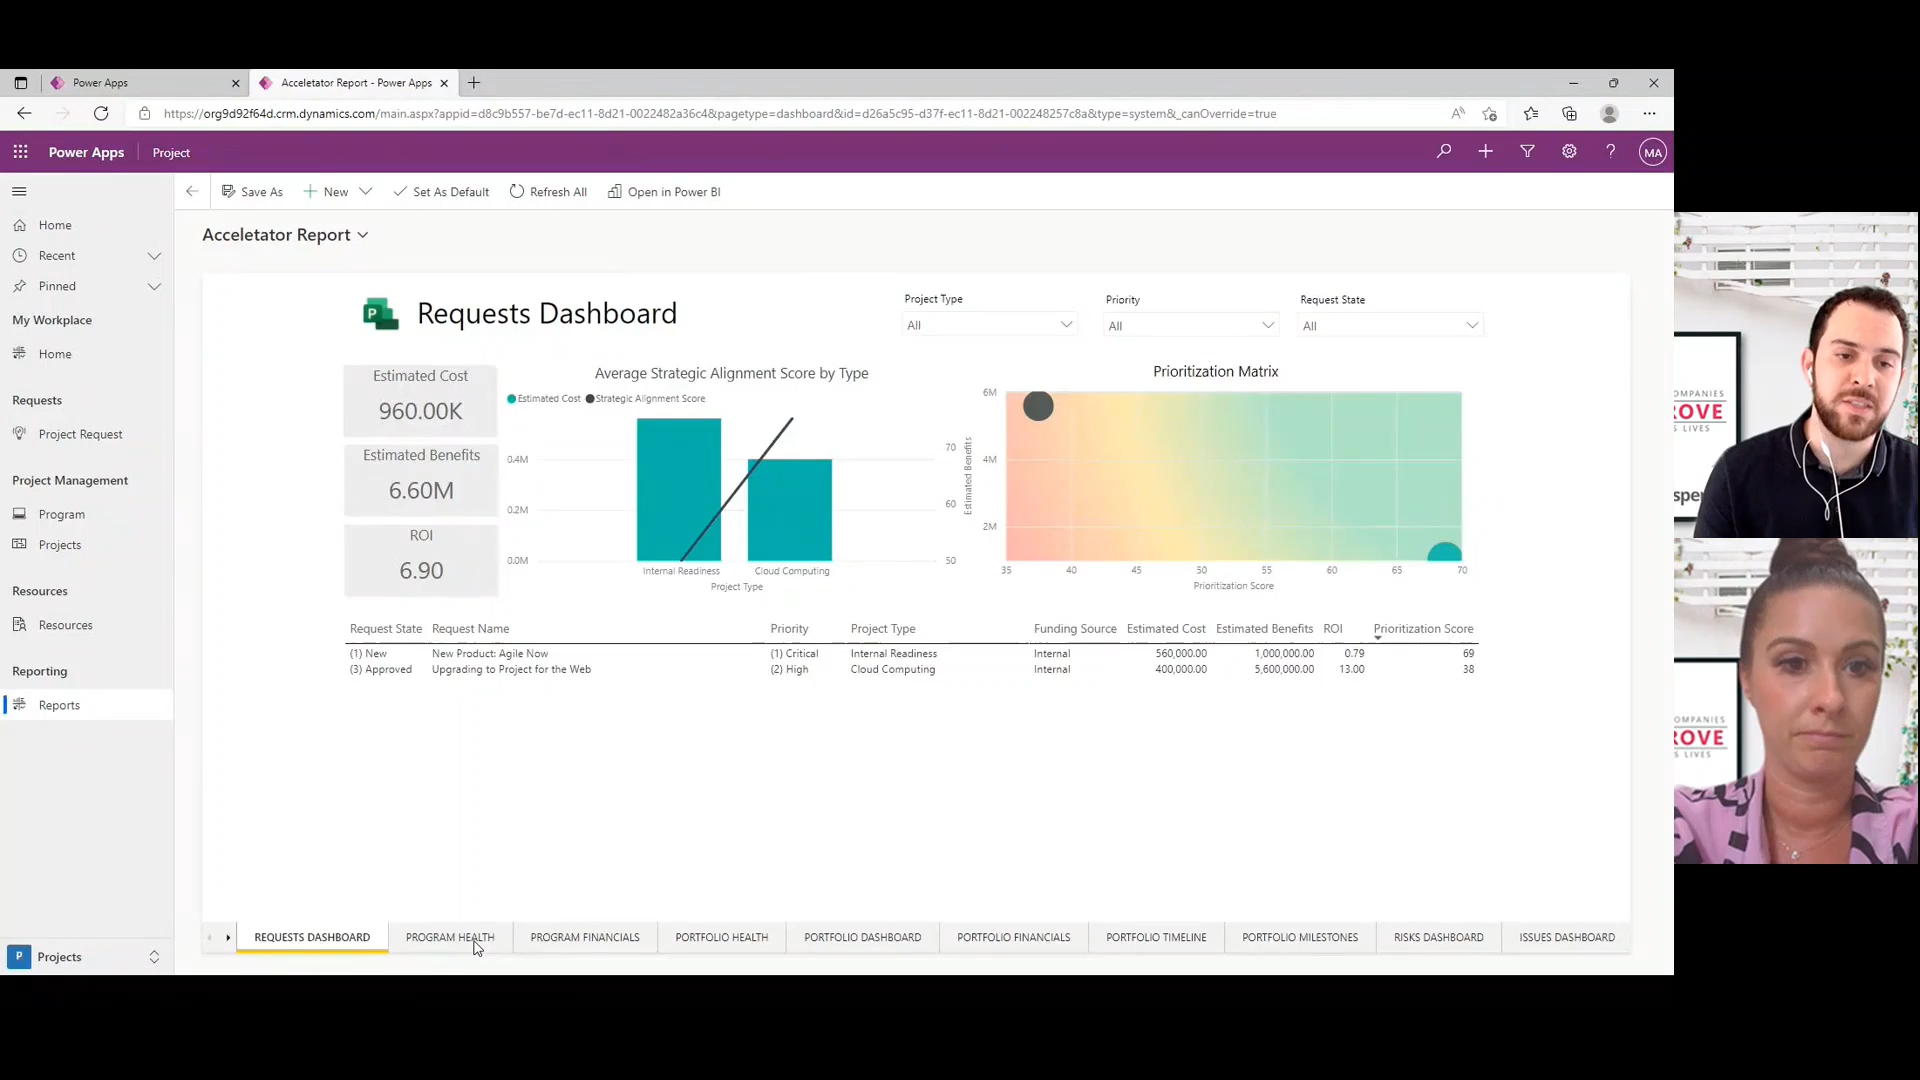 Power Apps
Acceletator Report - Power Apps
https://org9d92f64d.crm.dynamics.com/main.aspx?appid=d8c9b557-be7d-ec11-8d21-0022482a36c4&pagetype=dashboard&id=d26a5c95-d37f-ec11-8d21-002248257c8a&type=system&_canOverride=true
Power Apps
Project
MA
Save As
New
Set As Default
Refresh All
Open in Power BI
Home
Recent
Pinned
My Workplace
Home
Requests
Project Request
Project Management
Program
Projects
Resources
Resources
Reporting
Reports
P Projects
Acceletator Report
P
Requests Dashboard
Project Type
All
Priority
All
Request State
All
Estimated Cost
960.00K
Estimated Benefits
6.60M
ROI
6.90
Average Strategic Alignment Score by Type
Estimated Cost Strategic Alignment Score
0.4M
0.2M
0.0M
70
60
50
Internal Readiness Cloud Computing
Project Type
Prioritization Matrix
Estimated Benefits
6M
4M
2M
35 40 45 50 55 60 65 70
Prioritization Score
Request State Request Name Priority Project Type Funding Source Estimated Cost Estimated Benefits ROI Prioritization Score
(1) New New Product: Agile Now (1) Critical Internal Readiness Internal 560,000.00 1,000,000.00 0.79 69
(3) Approved Upgrading to Project for the Web (2) High Cloud Computing Internal 400,000.00 5,600,000.00 13.00 38
REQUESTS DASHBOARD PROGRAM HEALTH PROGRAM FINANCIALS PORTFOLIO HEALTH PORTFOLIO DASHBOARD PORTFOLIO FINANCIALS PORTFOLIO TIMELINE PORTFOLIO MILESTONES RISKS DASHBOARD ISSUES DASHBOARD
OMPANIES
ROVE
LIVES
sper
OMPANIES
ROVE
LIVES